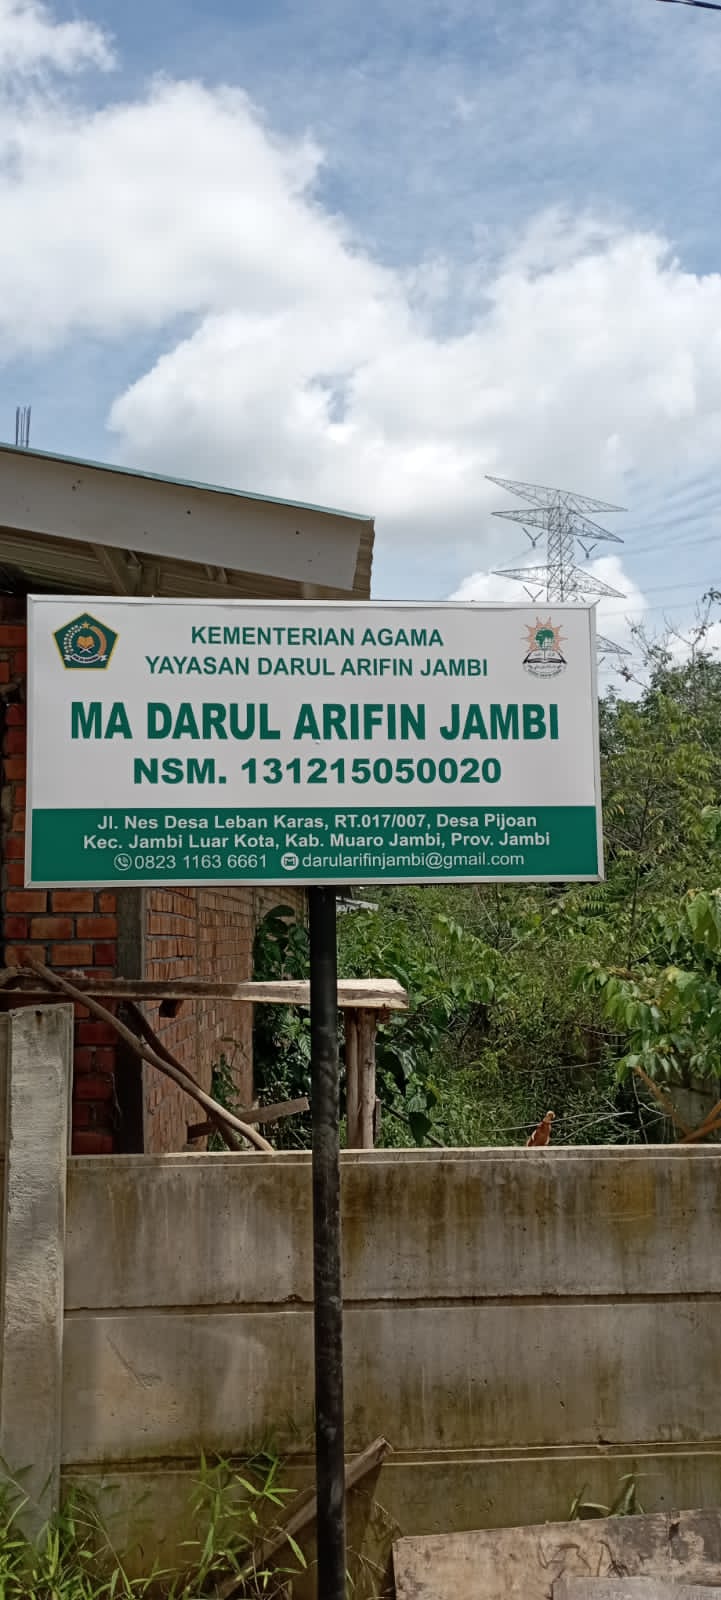 KEMENTERIAN AGAMA
YAYASAN DARUL ARIFIN JAMBI
MA DARUL ARIFIN JAMBI
NSM. 131215050020
Jl. Nes Desa Leban Karas, RT.017/007, Desa Pijoan
Kec. Jambi Luar Kota, Kab. Muaro Jambi, Prov. Jambi
0823 1163 6661 darularifinjambi@gmail.com